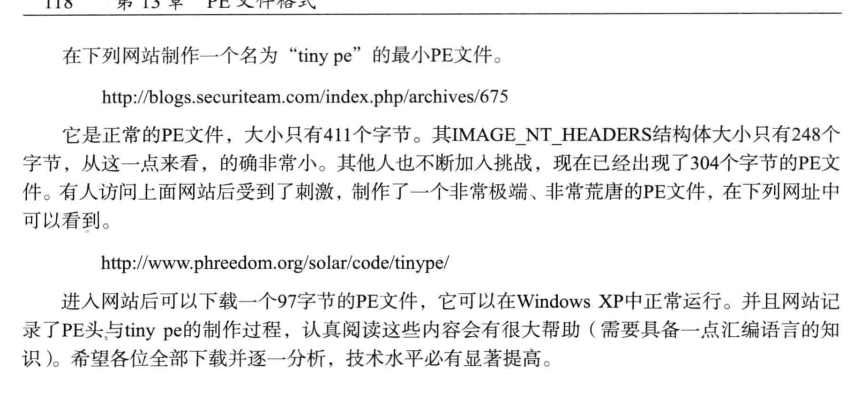 118 第 13 章 PE 文件格式
在下列网站制作一个名为“tiny pe”的最小PE文件。
http://blogs.securiteam.com/index.php/archives/675
它是正常的PE文件，大小只有411个字节。其IMAGE_NT_HEADERS结构体大小只有248个
字节，从这一点来看，的确非常小。其他人也不断加入挑战，现在已经出现了304个字节的PE文
件。有人访问上面网站后受到了刺激，制作了一个非常极端、非常荒唐的PE文件，在下列网址中
可以看到。
http://www.phreedom.org/solar/code/tinype/
进入网站后可以下载一个97字节的PE文件，它可以在Windows XP中正常运行。并且网站记
录了PE头与tiny pe的制作过程，认真阅读这些内容会有很大帮助（需要具备一点汇编语言的知
识）。希望各位全部下载并逐一分析，技术水平必有显著提高。